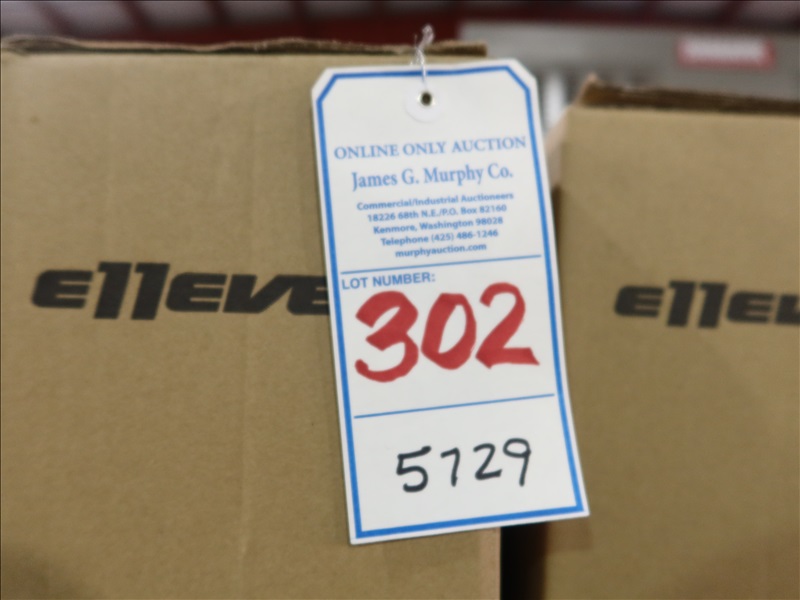 ONLINE ONLY AUCTION
James G. Murphy Co.
Commercial/Industrial Auctioneers
18226 68th N.E./P.O. Box 82160
Kenmore, Washington 98028
Telephone (425) 486-1246
murphyauction.com
LOT NUMBER:
302
5729
e11eve
e11ev